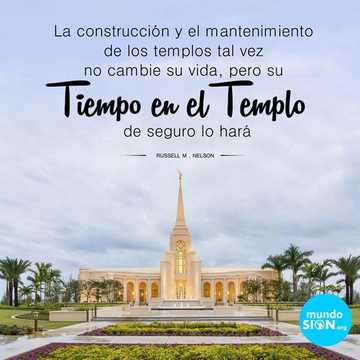 La construcción y el mantenimiento
de los templos tal vez
no cambie su vida, pero su
Tiempo en el Templo
de seguro lo hará
RUSSELL M . NELSON
mundo
SION.org